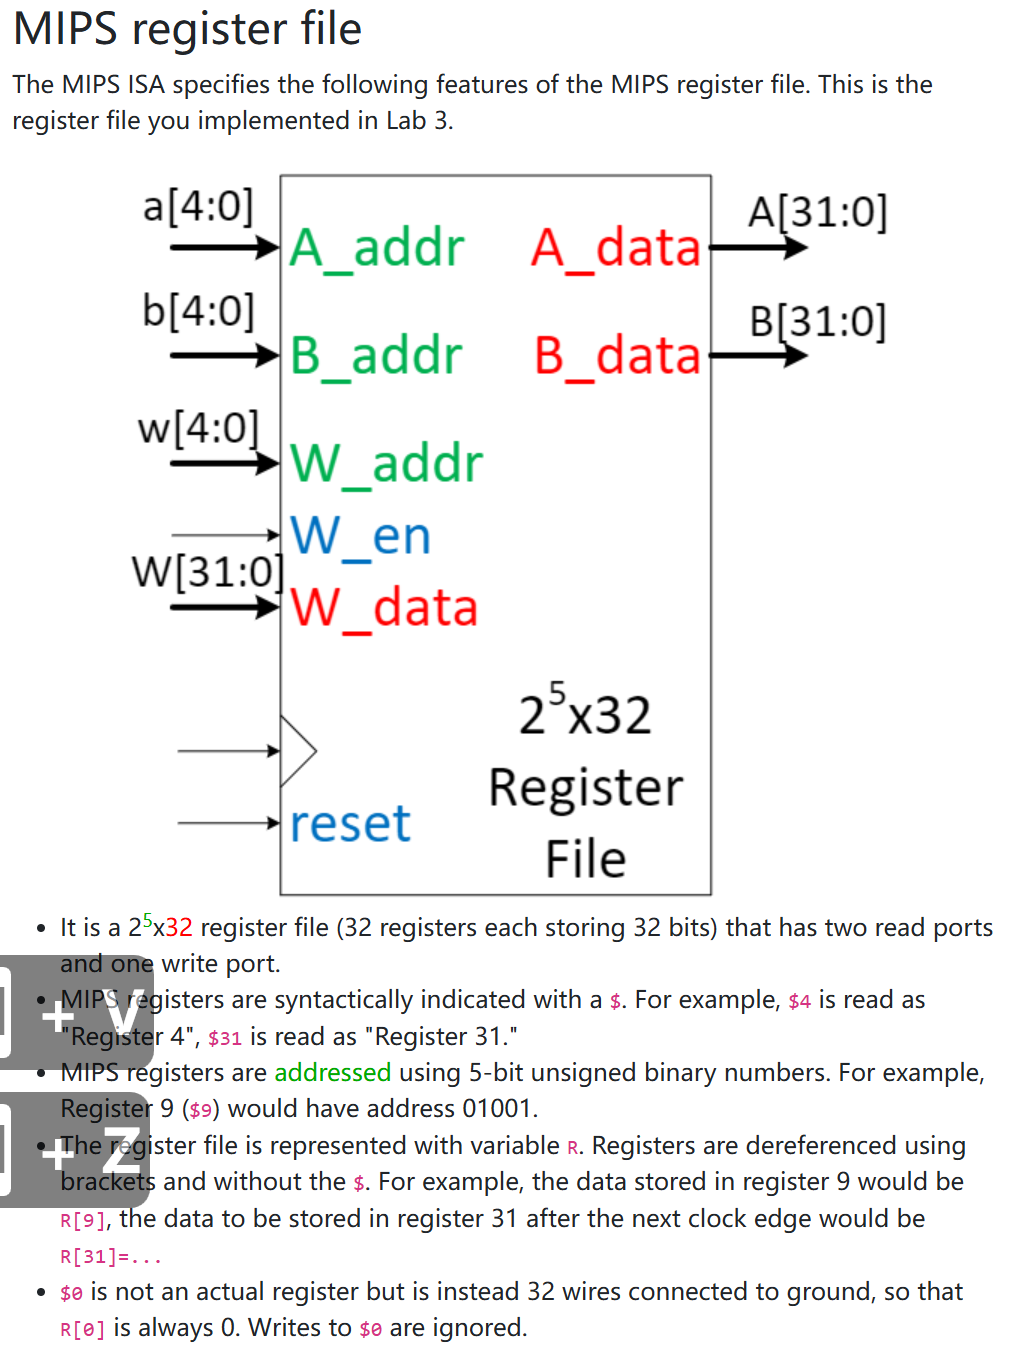 MIPS register file
The MIPS ISA specifies the following features of the MIPS register file. This is the
register file you implemented in Lab 3.
a[4:0]
A_addr
A_data
A[31:0]
b[4:0]
B_addr
B_data
B[31:0]
w[4:0]
W_addr
W_en
W[31:0]
W_data
2⁵x32
Register
File
reset
• It is a 2⁵x32 register file (32 registers each storing 32 bits) that has two read ports
and one write port.
• MIPS registers are syntactically indicated with a $. For example, $4 is read as
"Register 4", $31 is read as "Register 31."
• MIPS registers are addressed using 5-bit unsigned binary numbers. For example,
Register 9 ($9) would have address 01001.
• The register file is represented with variable R. Registers are dereferenced using
brackets and without the $. For example, the data stored in register 9 would be
R[9], the data to be stored in register 31 after the next clock edge would be
R[31]=...
• $0 is not an actual register but is instead 32 wires connected to ground, so that
R[0] is always 0. Writes to $0 are ignored.
+ V
+ Z